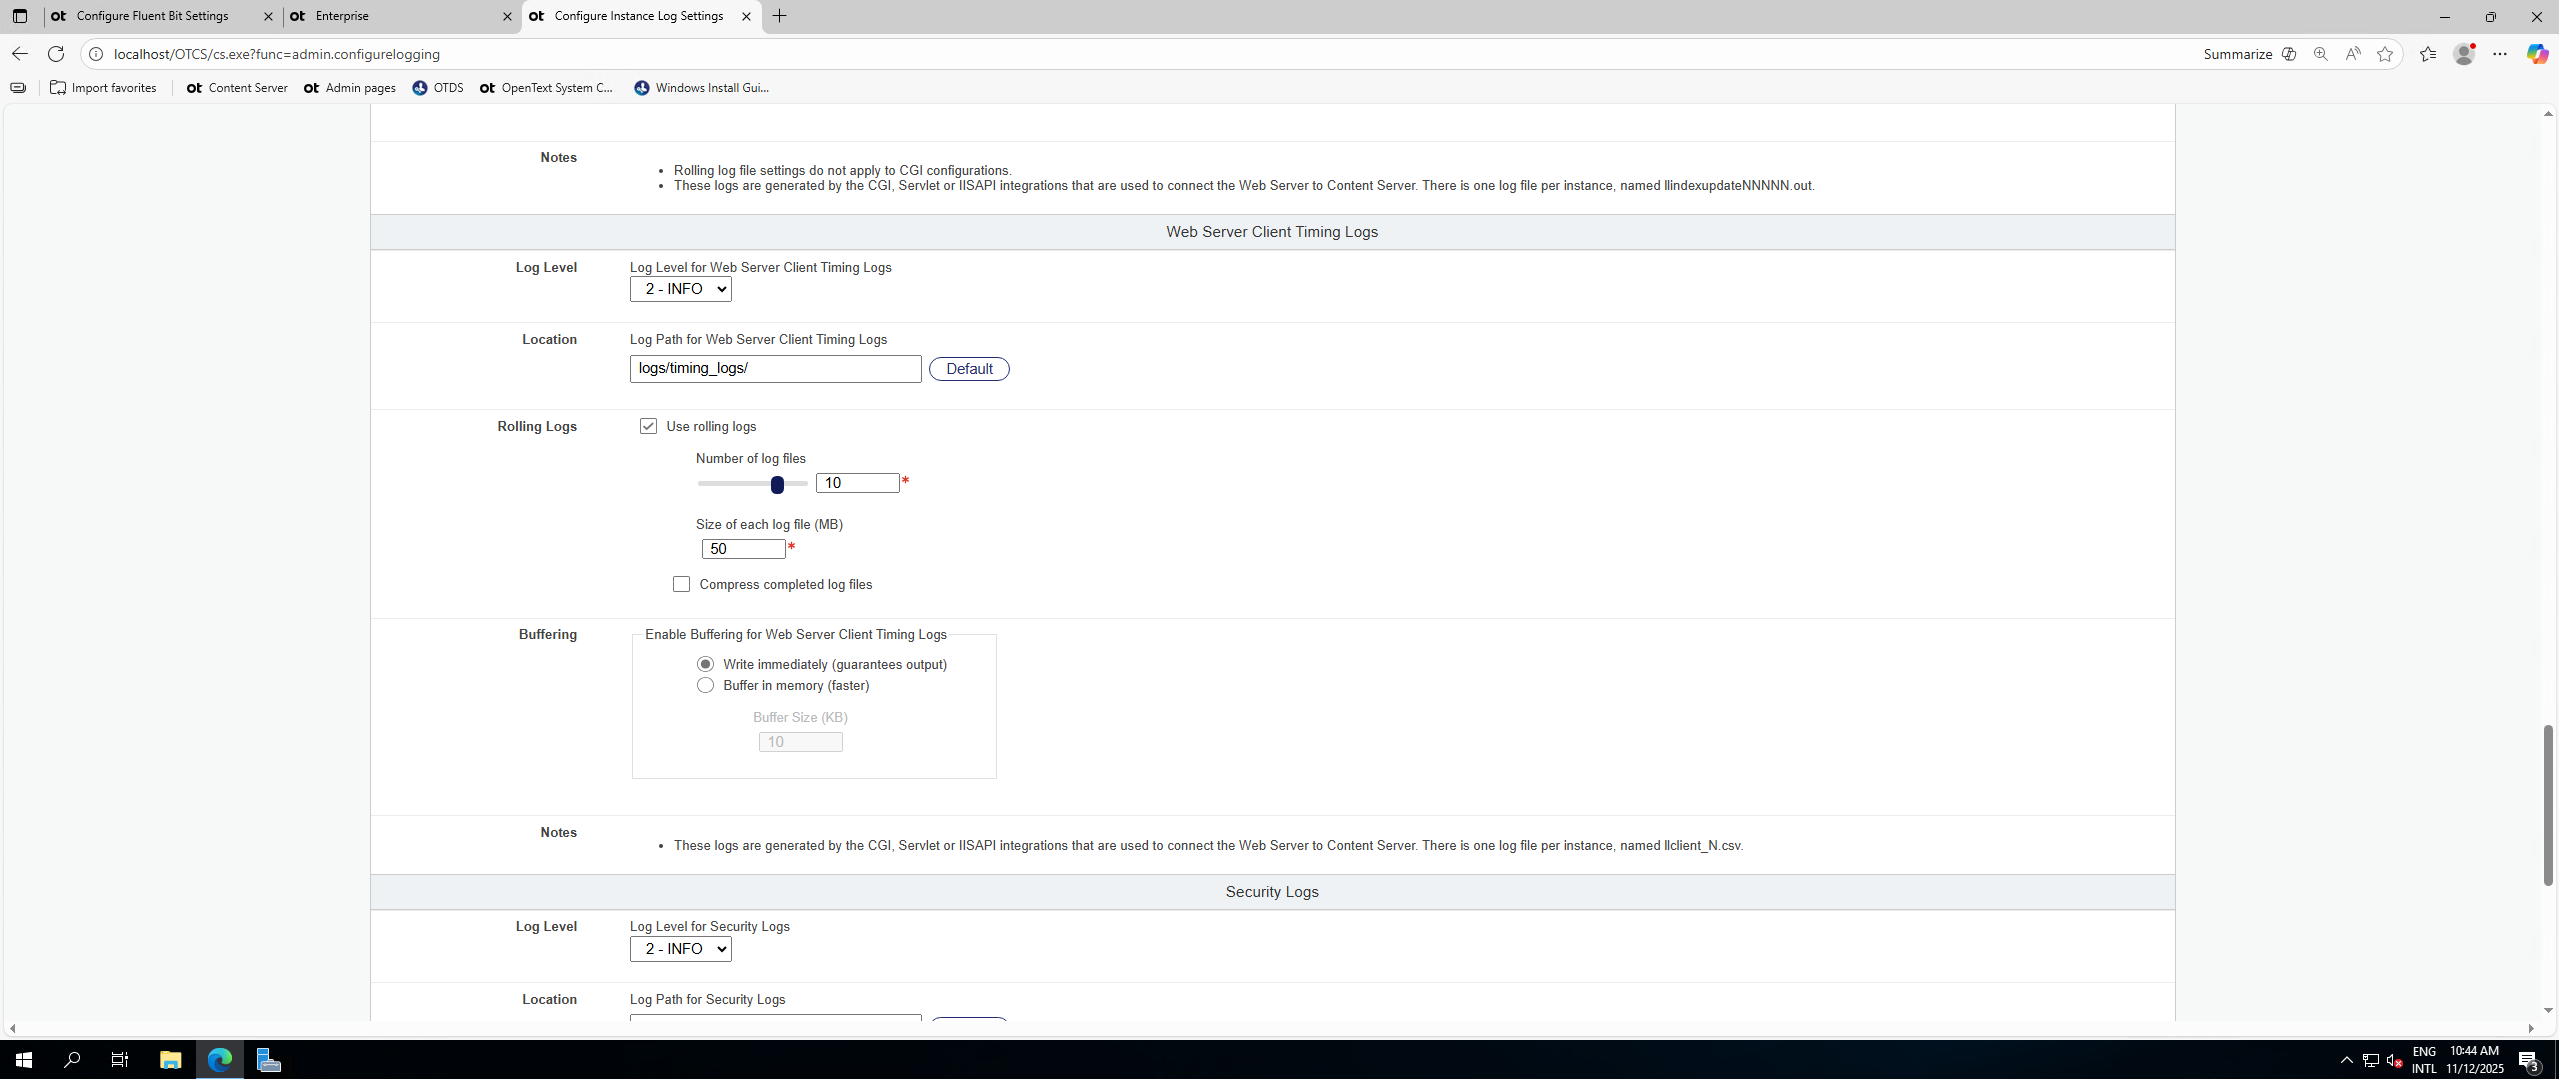 ot Configure Fluent Bit Settings
ot Enterprise
ot Configure Instance Log Settings
localhost/OTCS/cs.exe?func=admin.configurelogging
Summarize
Import favorites
ot Content Server
ot Admin pages
OTDS
ot OpenText System C...
Windows Install Gui...
Notes
• Rolling log file settings do not apply to CGI configurations.
• These logs are generated by the CGI, Servlet or IISAPI integrations that are used to connect the Web Server to Content Server. There is one log file per instance, named llindexupdateNNNNN.out.
Web Server Client Timing Logs
Log Level
Log Level for Web Server Client Timing Logs
2 - INFO
Location
Log Path for Web Server Client Timing Logs
logs/timing_logs/
Default
Rolling Logs
Use rolling logs
Number of log files
10 *
Size of each log file (MB)
50 *
Compress completed log files
Buffering
Enable Buffering for Web Server Client Timing Logs
Write immediately (guarantees output)
Buffer in memory (faster)
Buffer Size (KB)
10
Notes
• These logs are generated by the CGI, Servlet or IISAPI integrations that are used to connect the Web Server to Content Server. There is one log file per instance, named llclient_N.csv.
Security Logs
Log Level
Log Level for Security Logs
2 - INFO
Location
Log Path for Security Logs
ENG
INTL
10:44 AM
11/12/2025
3